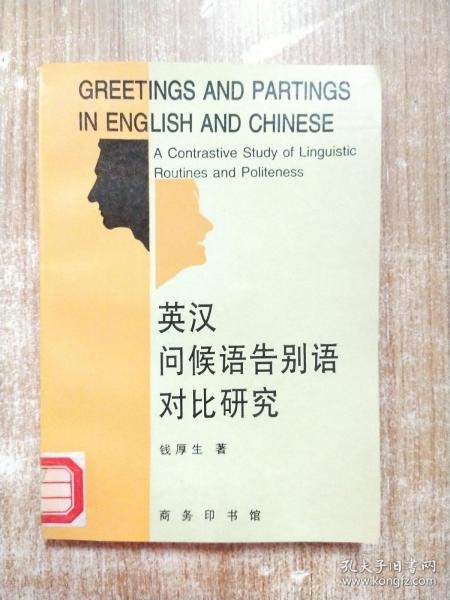 GREETINGS AND PARTINGS
IN ENGLISH AND CHINESE
A Contrastive Study of Linguistic
Routines and Politeness
英汉
问候语告别语
对比研究
钱厚生 著
商务印书馆
7
孔夫子旧书网
www.kongfz.com